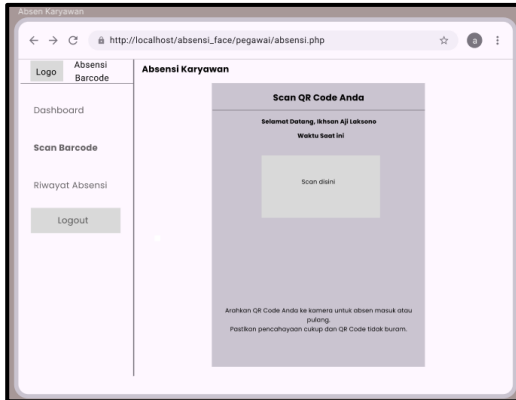 Absen Karyawan
http://localhost/absensi_face/pegawai/absensi.php
a
Logo
Absensi
Barcode
Dashboard
Scan Barcode
Riwayat Absensi
Logout
Absensi Karyawan
Scan QR Code Anda
Selamat Datang, Ikhsan Aji Laksono
Waktu Saat ini
Scan disini
Arahkan QR Code Anda ke kamera untuk absen masuk atau
pulang.
Pastikan pencahayaan cukup dan QR Code tidak buram.